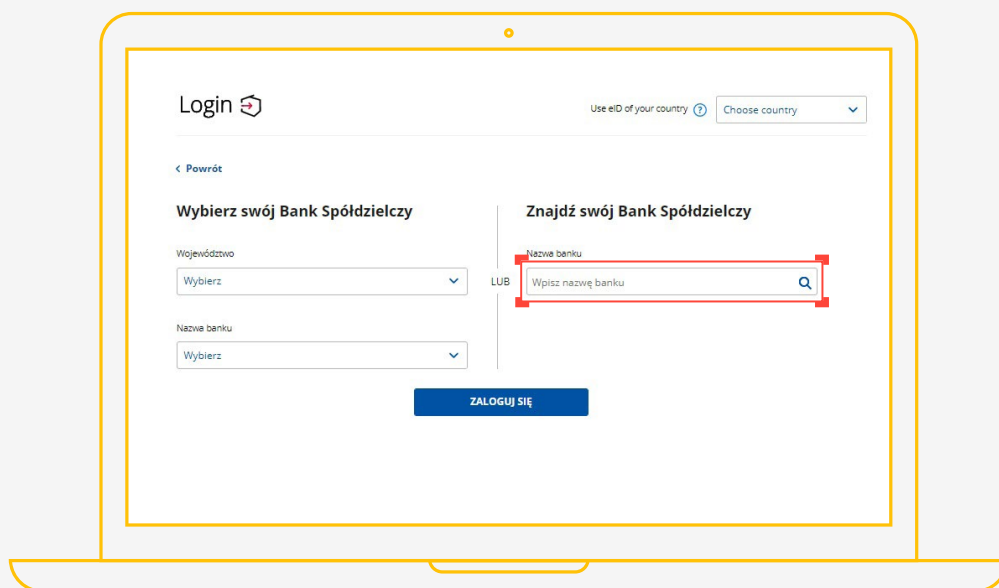 Login
Use eID of your country ? Choose country
Powrót
Wybierz swój Bank Spółdzielczy
Województwo
Wybierz
Nazwa banku
Wybierz
LUB
Znajdź swój Bank Spółdzielczy
Nazwa banku
Wpisz nazwę banku
ZALOGUJ SIĘ